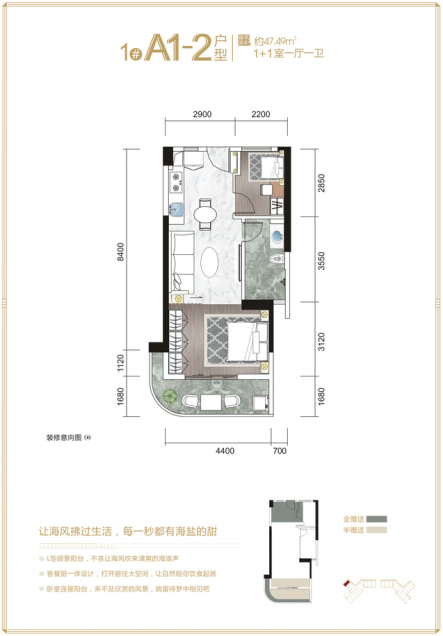 1# A1-2 户型 约47.49㎡
1+1室一厅一卫
2900 2200
2850
8400
3550
3120
1120
1680 1680
4400 700
装修意向图
让海风拂过生活，每一秒都有海盐的甜
L型阔景阳台，不吝让海风吹来清爽的海浪声
客餐厨一体设计，打开居住大空间，让自然陪你饮食起居
卧室连接阳台，来不及欣赏的风景，就留待梦中相见吧
全赠送
半赠送